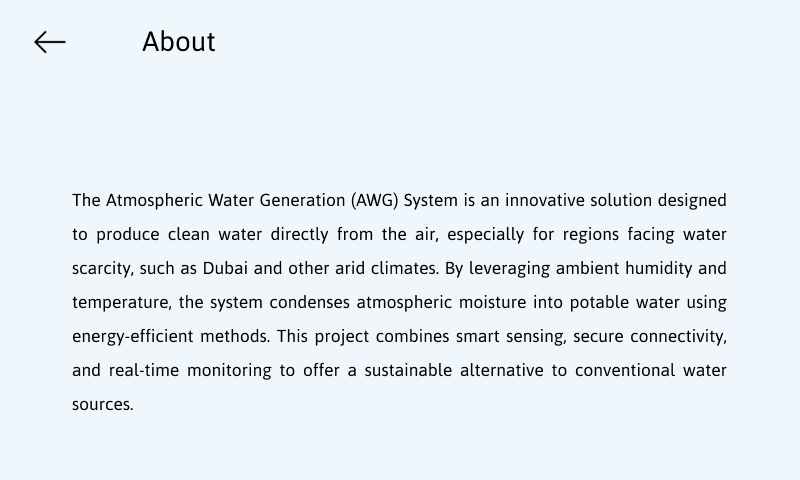 About
The Atmospheric Water Generation (AWG) System is an innovative solution designed
to produce clean water directly from the air, especially for regions facing water
scarcity, such as Dubai and other arid climates. By leveraging ambient humidity and
temperature, the system condenses atmospheric moisture into potable water using
energy-efficient methods. This project combines smart sensing, secure connectivity,
and real-time monitoring to offer a sustainable alternative to conventional water
sources.